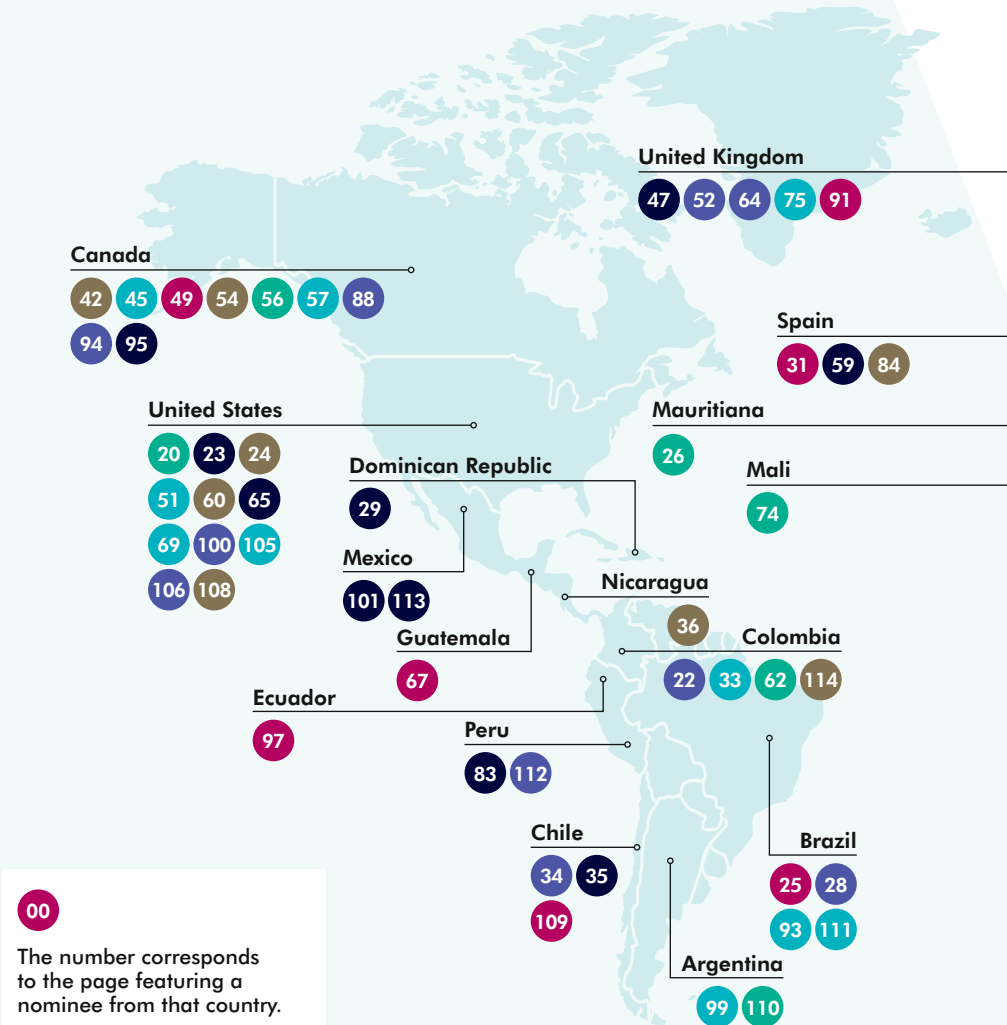 United Kingdom
47 52 64 75 91
Canada
42 45 49 54 56 57 88
94 95
Spain
31 59 84
United States
20 23 24
51 60 65
69 100 105
106 108
Mauritiana
26
Mali
74
Dominican Republic
29
Mexico
101 113
Nicaragua
36
Guatemala
67
Colombia
22 33 62 114
Ecuador
97
Peru
83 112
Chile
34 35
109
Brazil
25 28
93 111
Argentina
99 110
00
The number corresponds
to the page featuring a
nominee from that country.